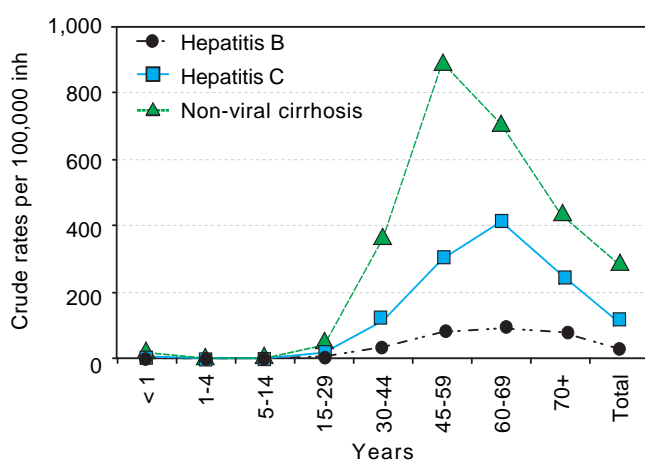 Crude rates per 100,000 inh
1,000
800
600
400
200
0
Hepatitis B
Hepatitis C
Non-viral cirrhosis
< 1
1-4
5-14
15-29
30-44
45-59
60-69
70+
Total
Years